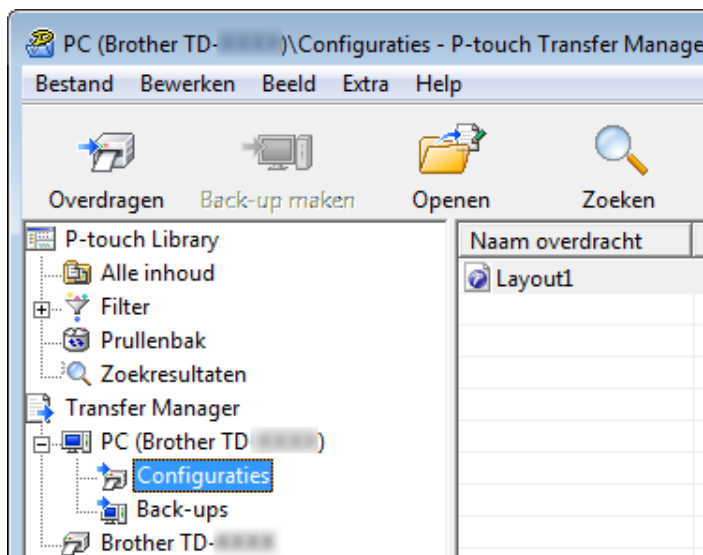 PC (Brother TD- )\Configuraties - P-touch Transfer Manage
Bestand Bewerken Beeld Extra Help
Overdragen Back-up maken Openen Zoeken
P-touch Library
Alle inhoud
Filter
Prullenbak
Zoekresultaten
Transfer Manager
PC (Brother TD- )
Configuraties
Back-ups
Brother TD-
Naam overdracht
Layout1